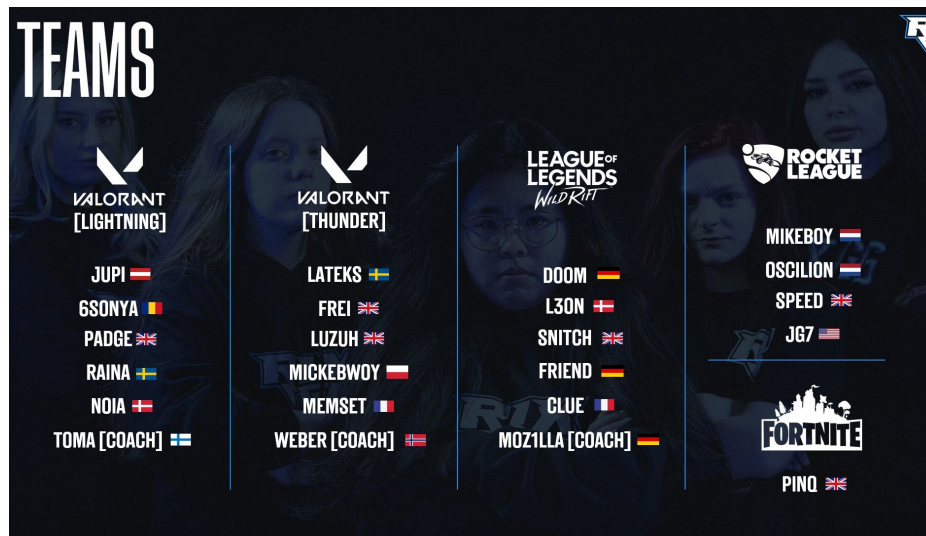 TEAMS
VALORANT
[LIGHTNING]
JUPI
6SONYA
PADGE
RAINA
NOIA
TOMA [COACH]
VALORANT
[THUNDER]
LATEKS
FREI
LUZUH
MICKEBWOY
MEMSET
WEBER [COACH]
LEAGUE OF
LEGENDS
WILD RIFT
DOOM
L3ON
SNITCH
FRIEND
CLUE
MOZ1LLA [COACH]
ROCKET
LEAGUE
MIKEBOY
OSCILION
SPEED
JG7
FORTNITE
PINQ